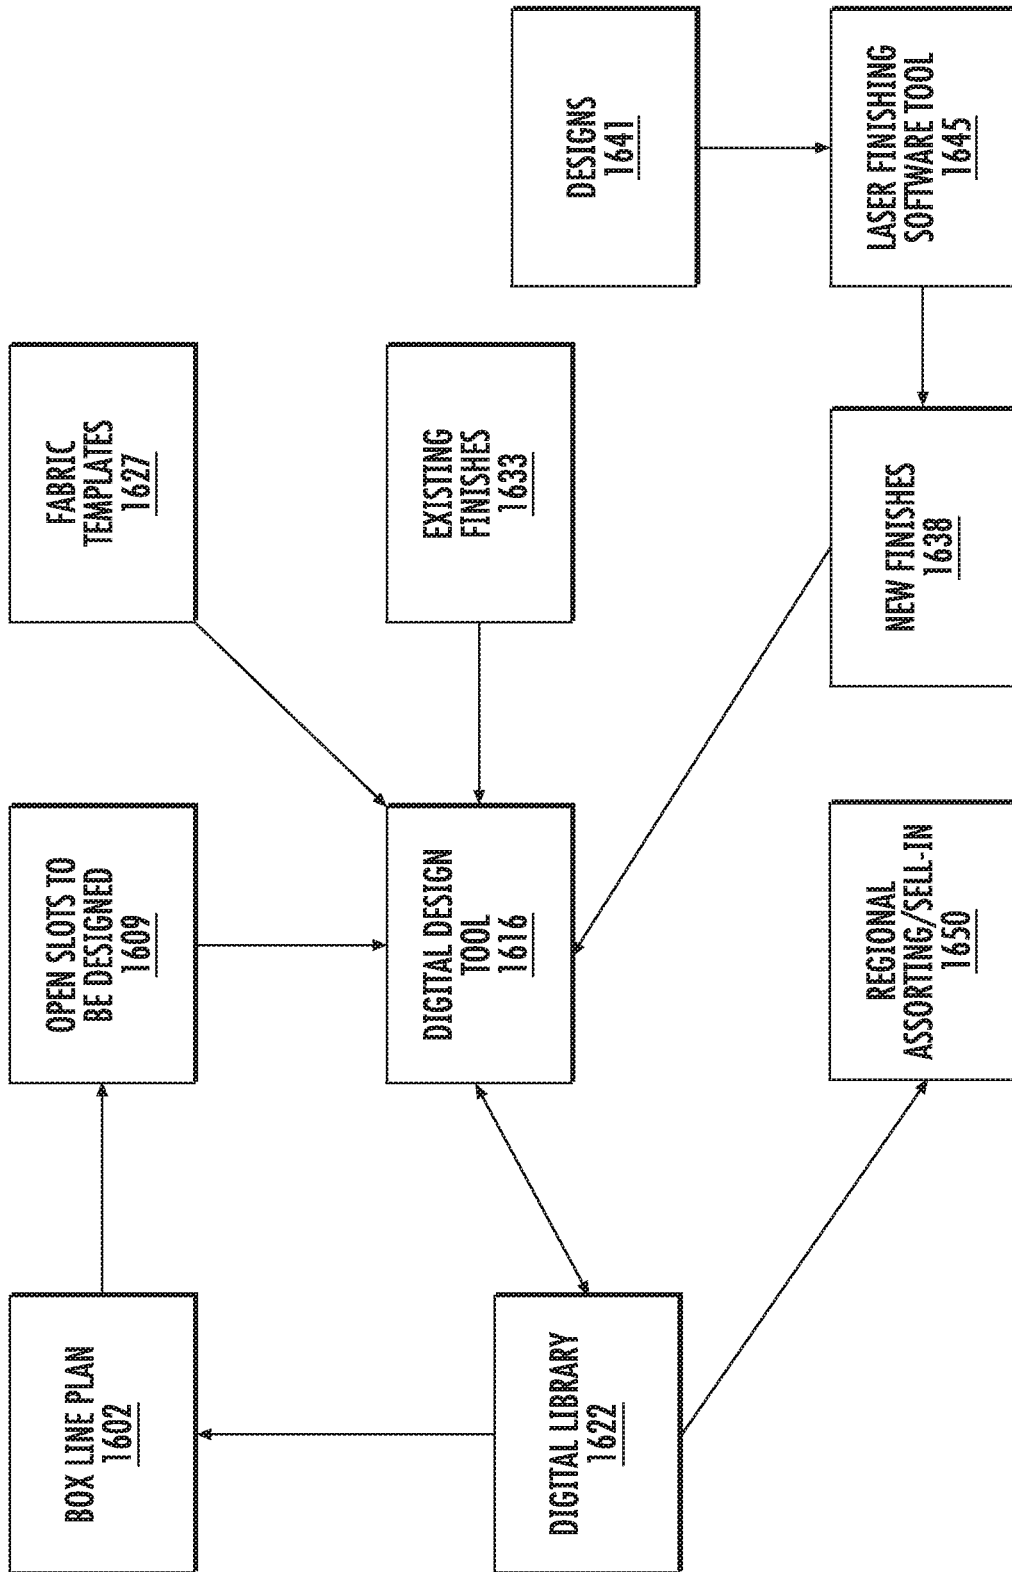 BOX LINE PLAN
1602
OPEN SLOTS TO
BE DESIGNED
1609
FABRIC
TEMPLATES
1627
DIGITAL LIBRARY
1622
DIGITAL DESIGN
TOOL
1616
EXISTING
FINISHES
1633
DESIGNS
1641
REGIONAL
ASSORTING/SELL-IN
1650
NEW FINISHES
1638
LASER FINISHING
SOFTWARE TOOL
1645